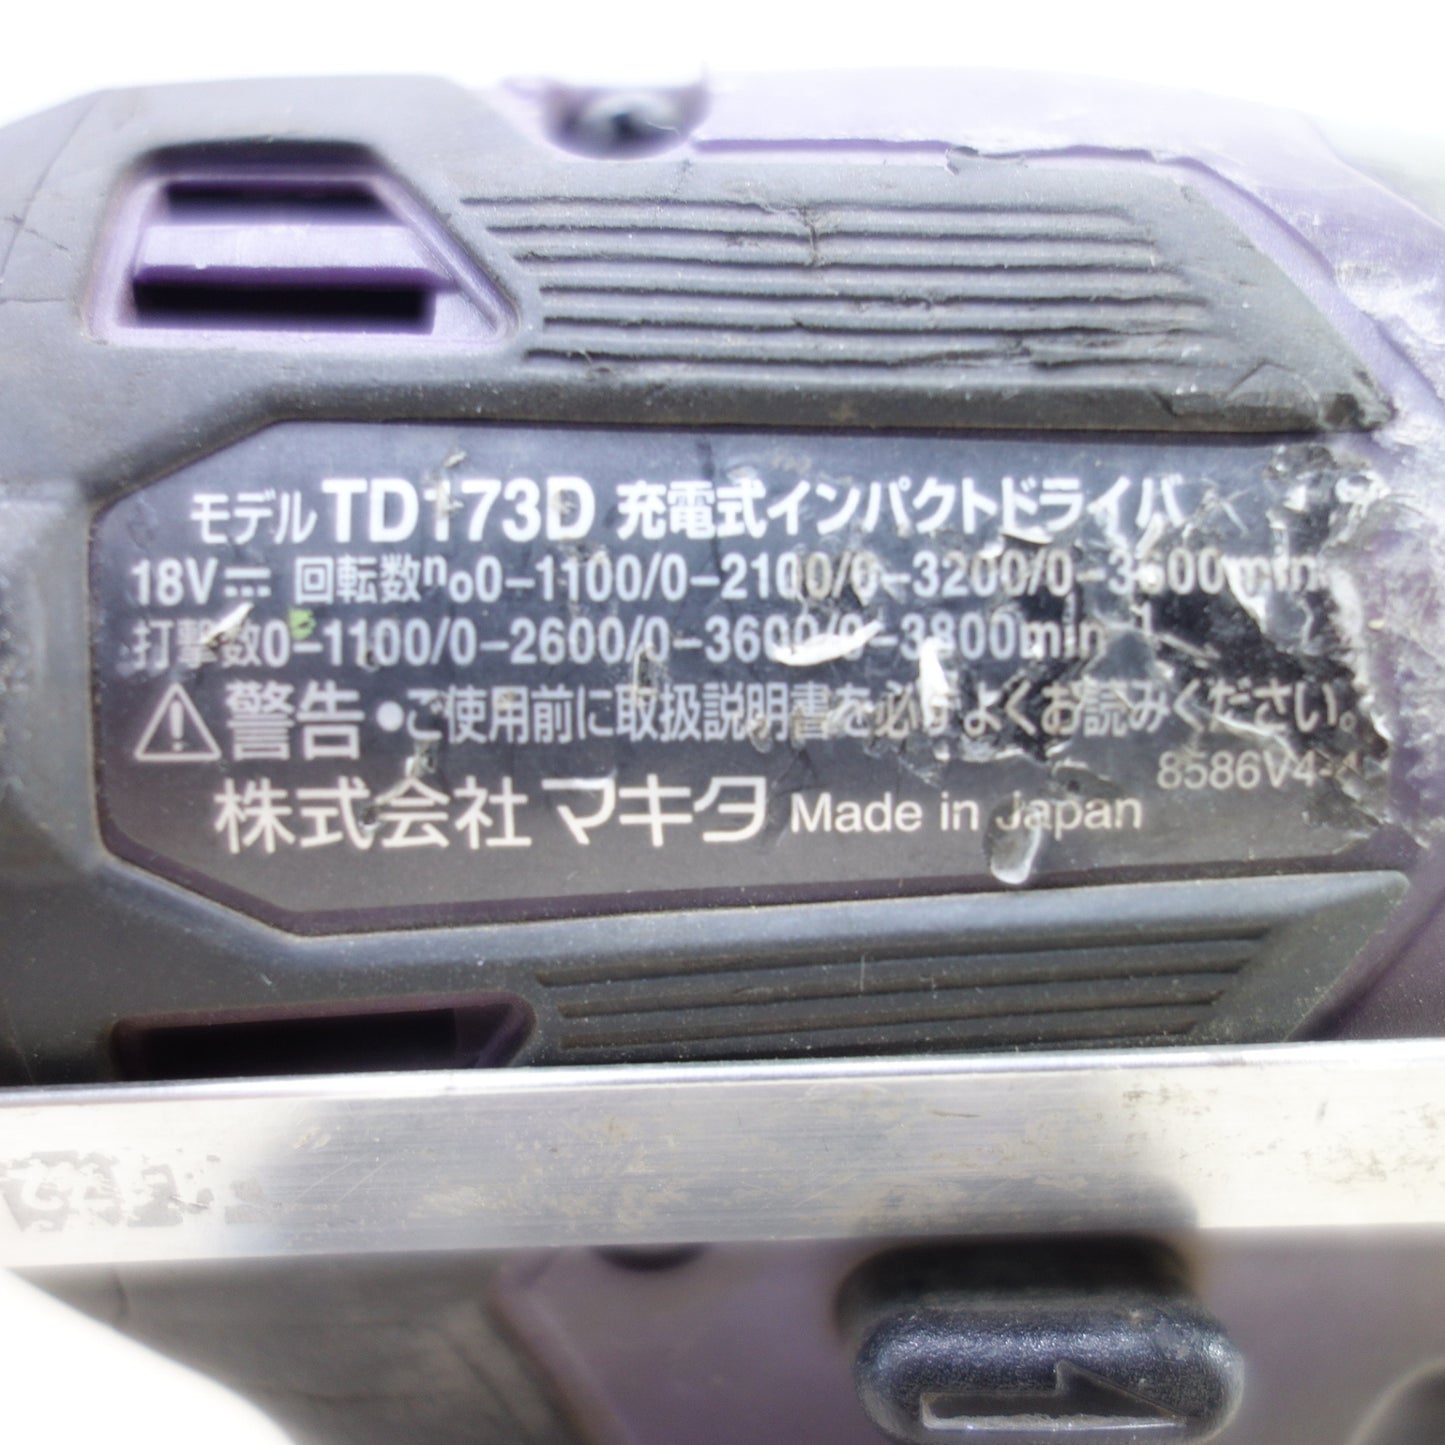 モデル TD173D 充電式インパクトドライバ
18V 回転数no0-1100/0-2100/0-3200/0-3600min
打撃数0-1100/0-2600/0-3600/0-3800min
警告 ●ご使用前に取扱説明書を必ずよくお読みください。
8586V4-4
株式会社 マキタ Made in Japan